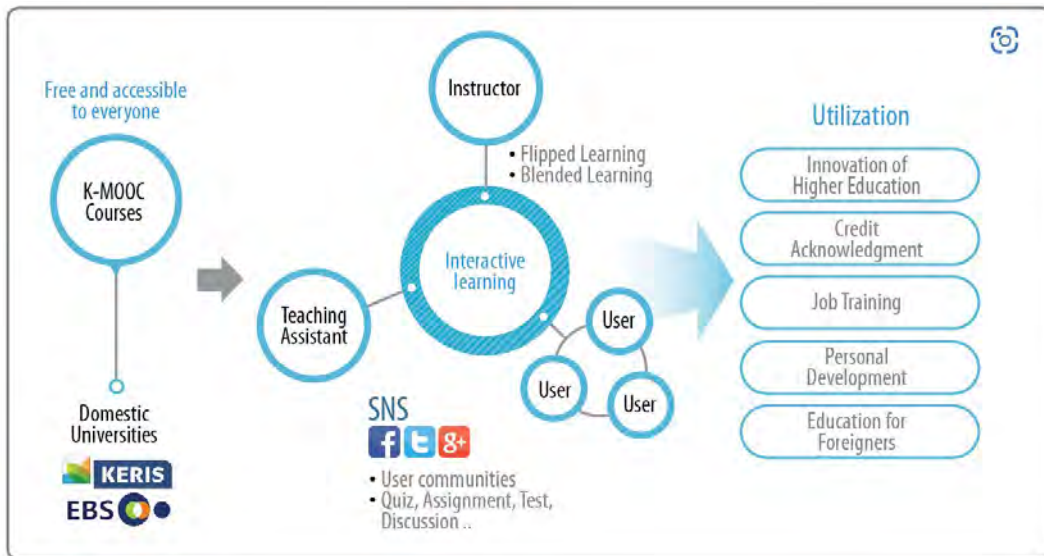 Free and accessible
to everyone
K-MOOC
Courses
Domestic
Universities
KERIS
EBS
Instructor
• Flipped Learning
• Blended Learning
Interactive
learning
Teaching
Assistant
User
User
User
SNS
f
t
g+
• User communities
• Quiz, Assignment, Test,
Discussion ..
Utilization
Innovation of
Higher Education
Credit
Acknowledgment
Job Training
Personal
Development
Education for
Foreigners